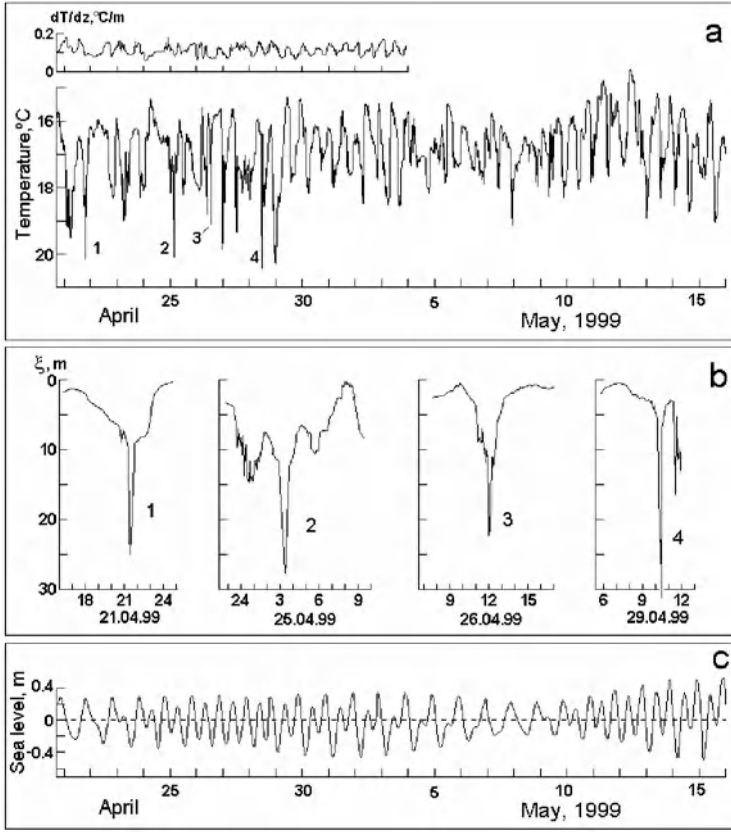 dT/dz,°C/m
a
0.2
0
Temperature,°C
16
18
20
1
2
3
4
25
30
5
10
15
April
May, 1999
ξ, m
b
0
10
20
30
1
2
3
4
18 21 24
24 3 6 9
9 12 15
6 9 12
21.04.99
25.04.99
26.04.99
29.04.99
c
Sea level, m
0.4
0
-0.4
25
30
5
10
15
April
May, 1999